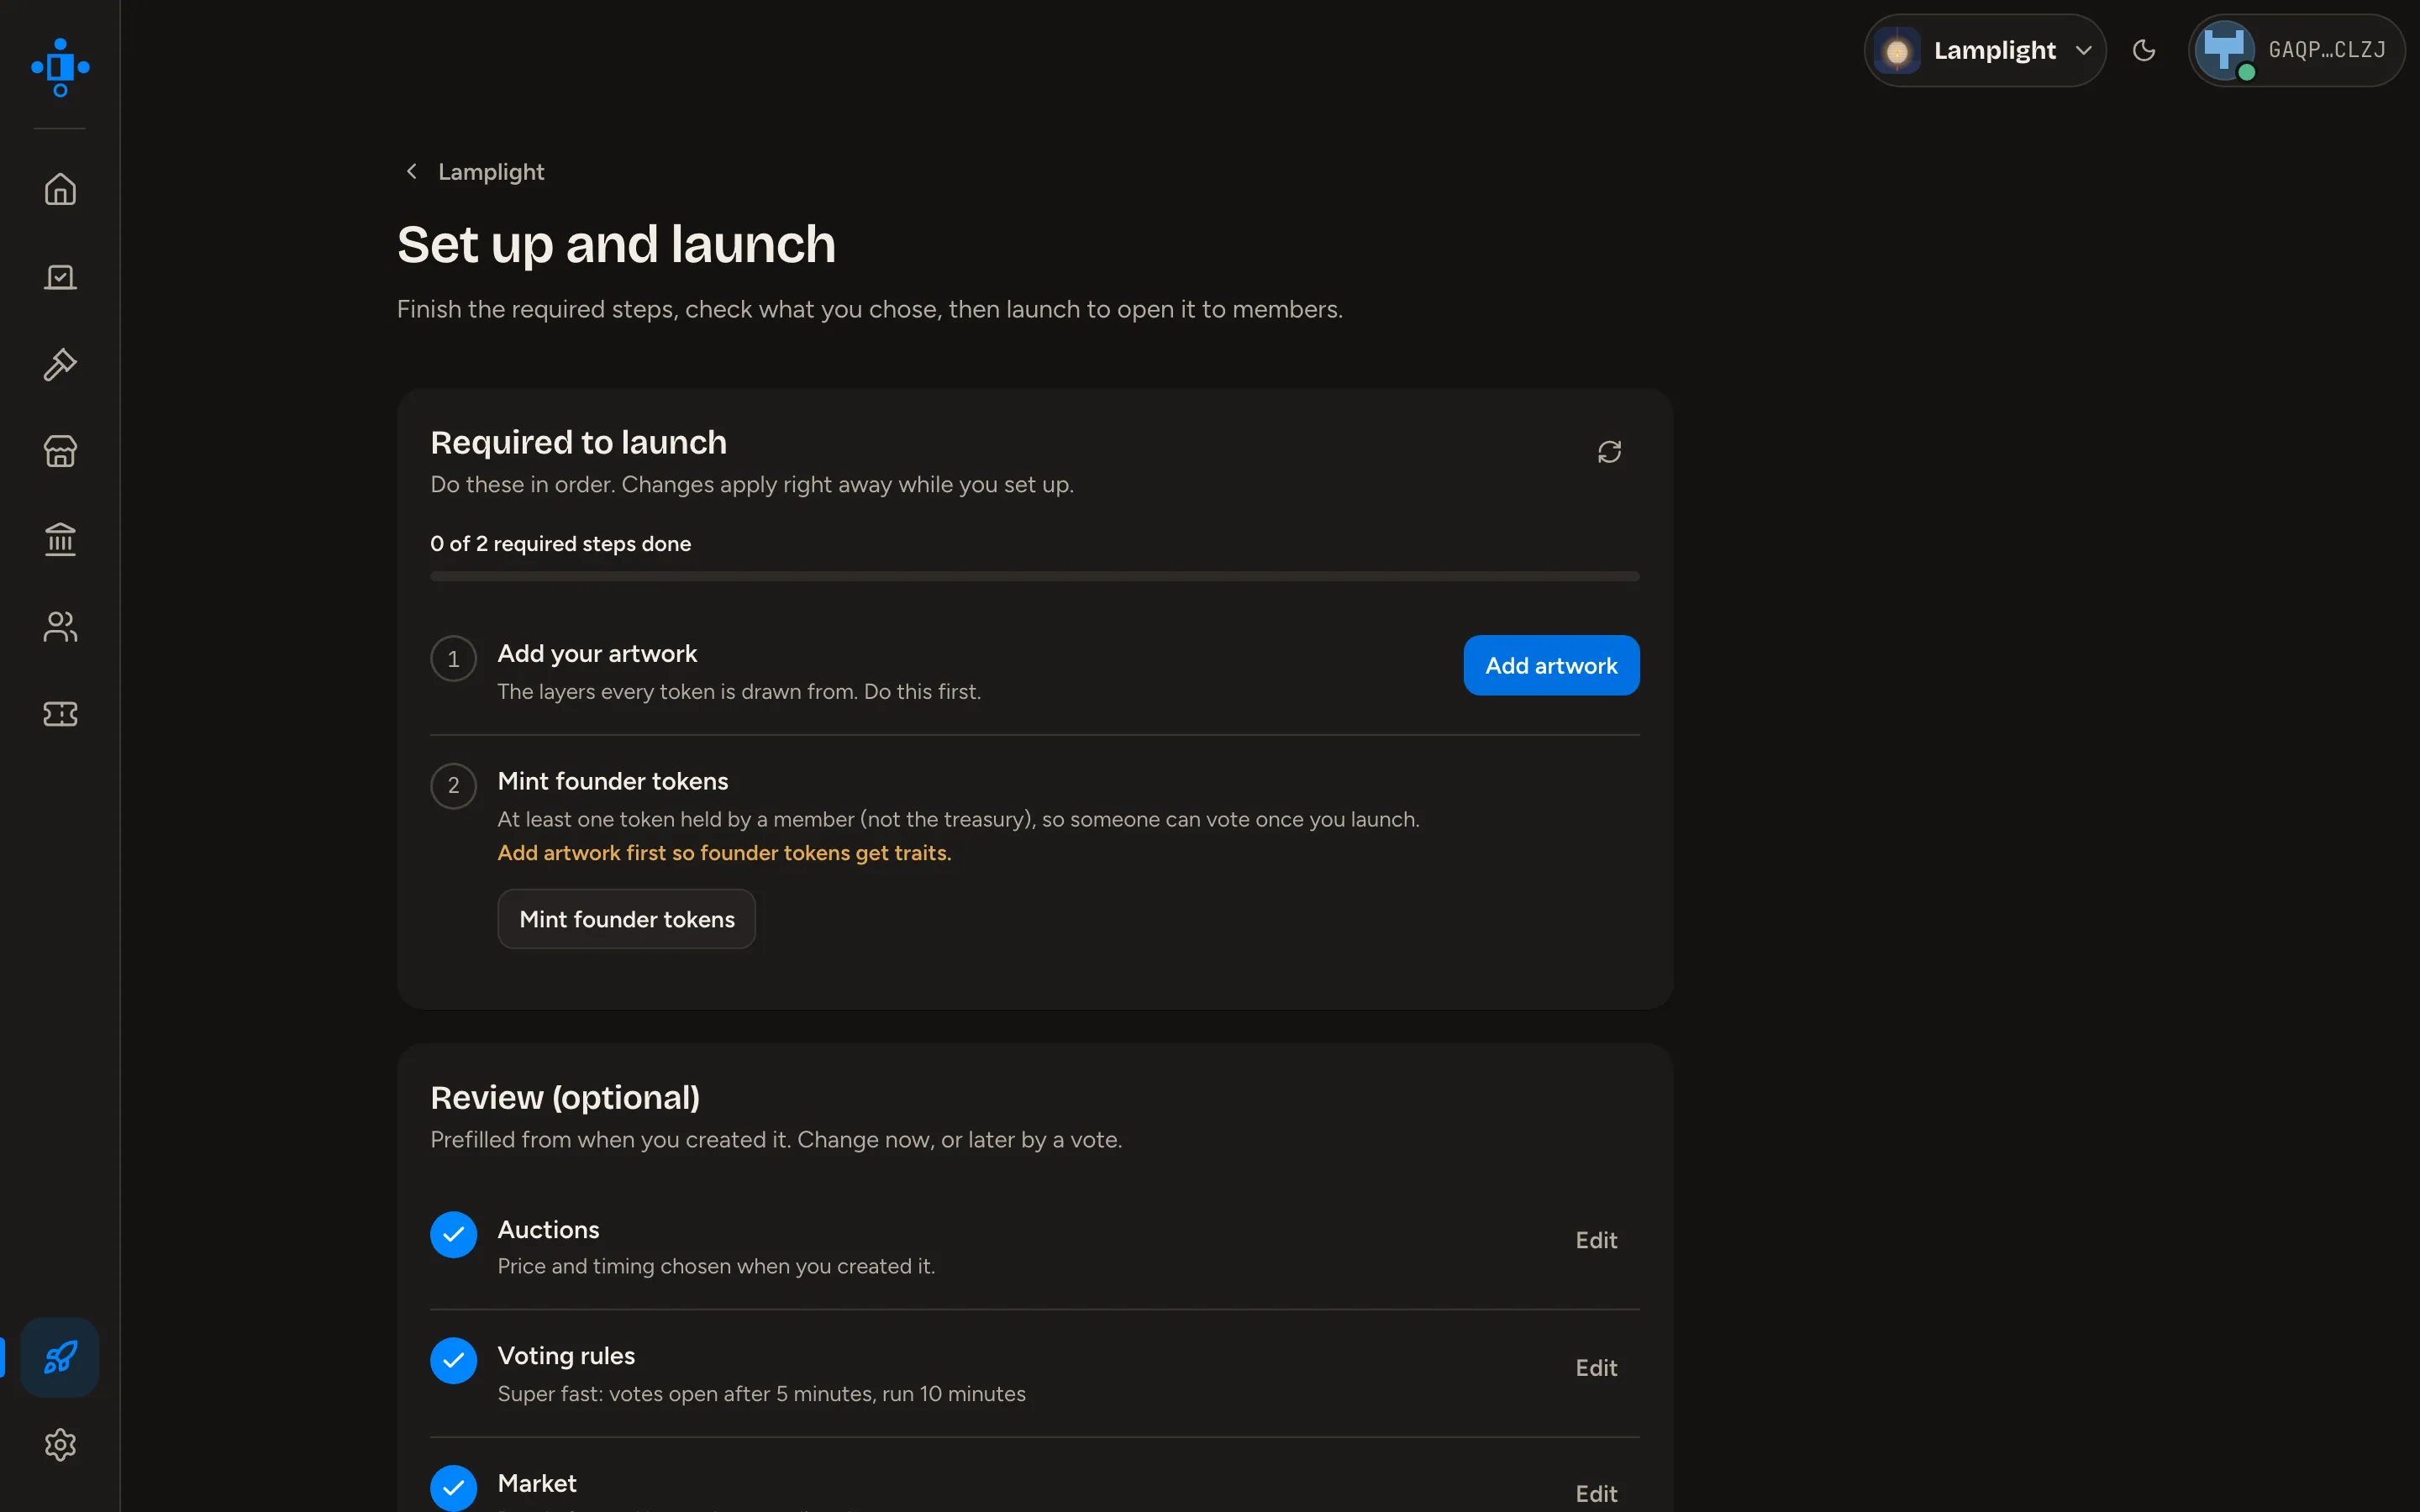 Lamplight
GAQP…CLZJ
Lamplight
Set up and launch
Finish the required steps, check what you chose, then launch to open it to members.
Required to launch
Do these in order. Changes apply right away while you set up.
0 of 2 required steps done
1
Add your artwork
The layers every token is drawn from. Do this first.
Add artwork
2
Mint founder tokens
At least one token held by a member (not the treasury), so someone can vote once you launch.
Add artwork first so founder tokens get traits.
Mint founder tokens
Review (optional)
Prefilled from when you created it. Change now, or later by a vote.
Auctions
Price and timing chosen when you created it.
Edit
Voting rules
Super fast: votes open after 5 minutes, run 10 minutes
Edit
Market
Edit